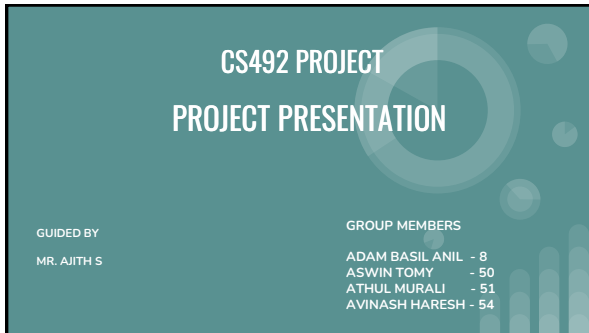 CS492 PROJECT
PROJECT PRESENTATION
GUIDED BY
MR. AJITH S
GROUP MEMBERS
ADAM BASIL ANIL - 8
ASWIN TOMY - 50
ATHUL MURALI - 51
AVINASH HARESH - 54